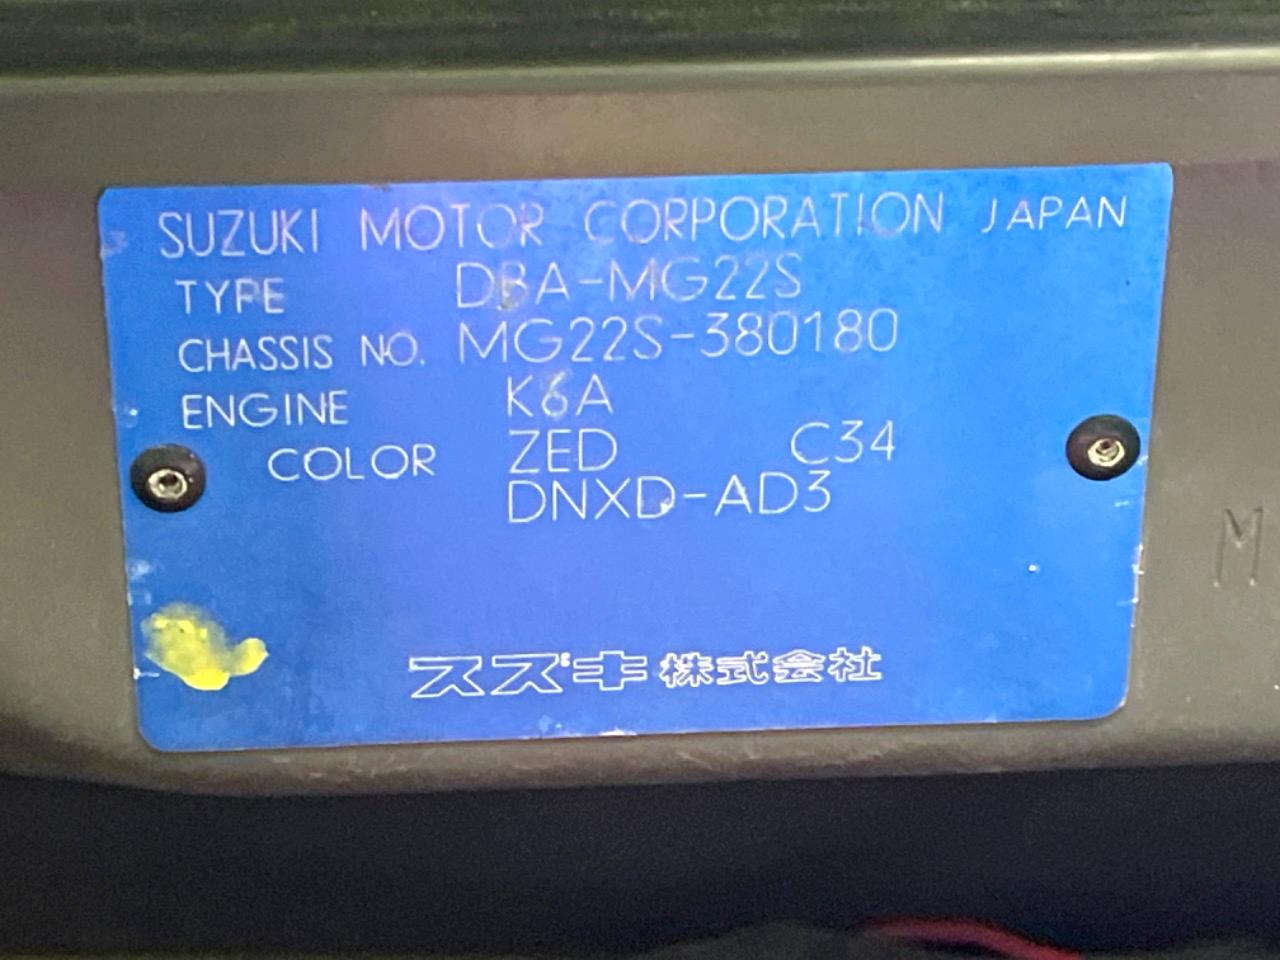 SUZUKI MOTOR CORPORATION JAPAN
TYPE DBA-MG22S
CHASSIS NO. MG22S-380180
ENGINE K6A
COLOR ZED C34
DNXD-AD3
スズキ株式会社
M